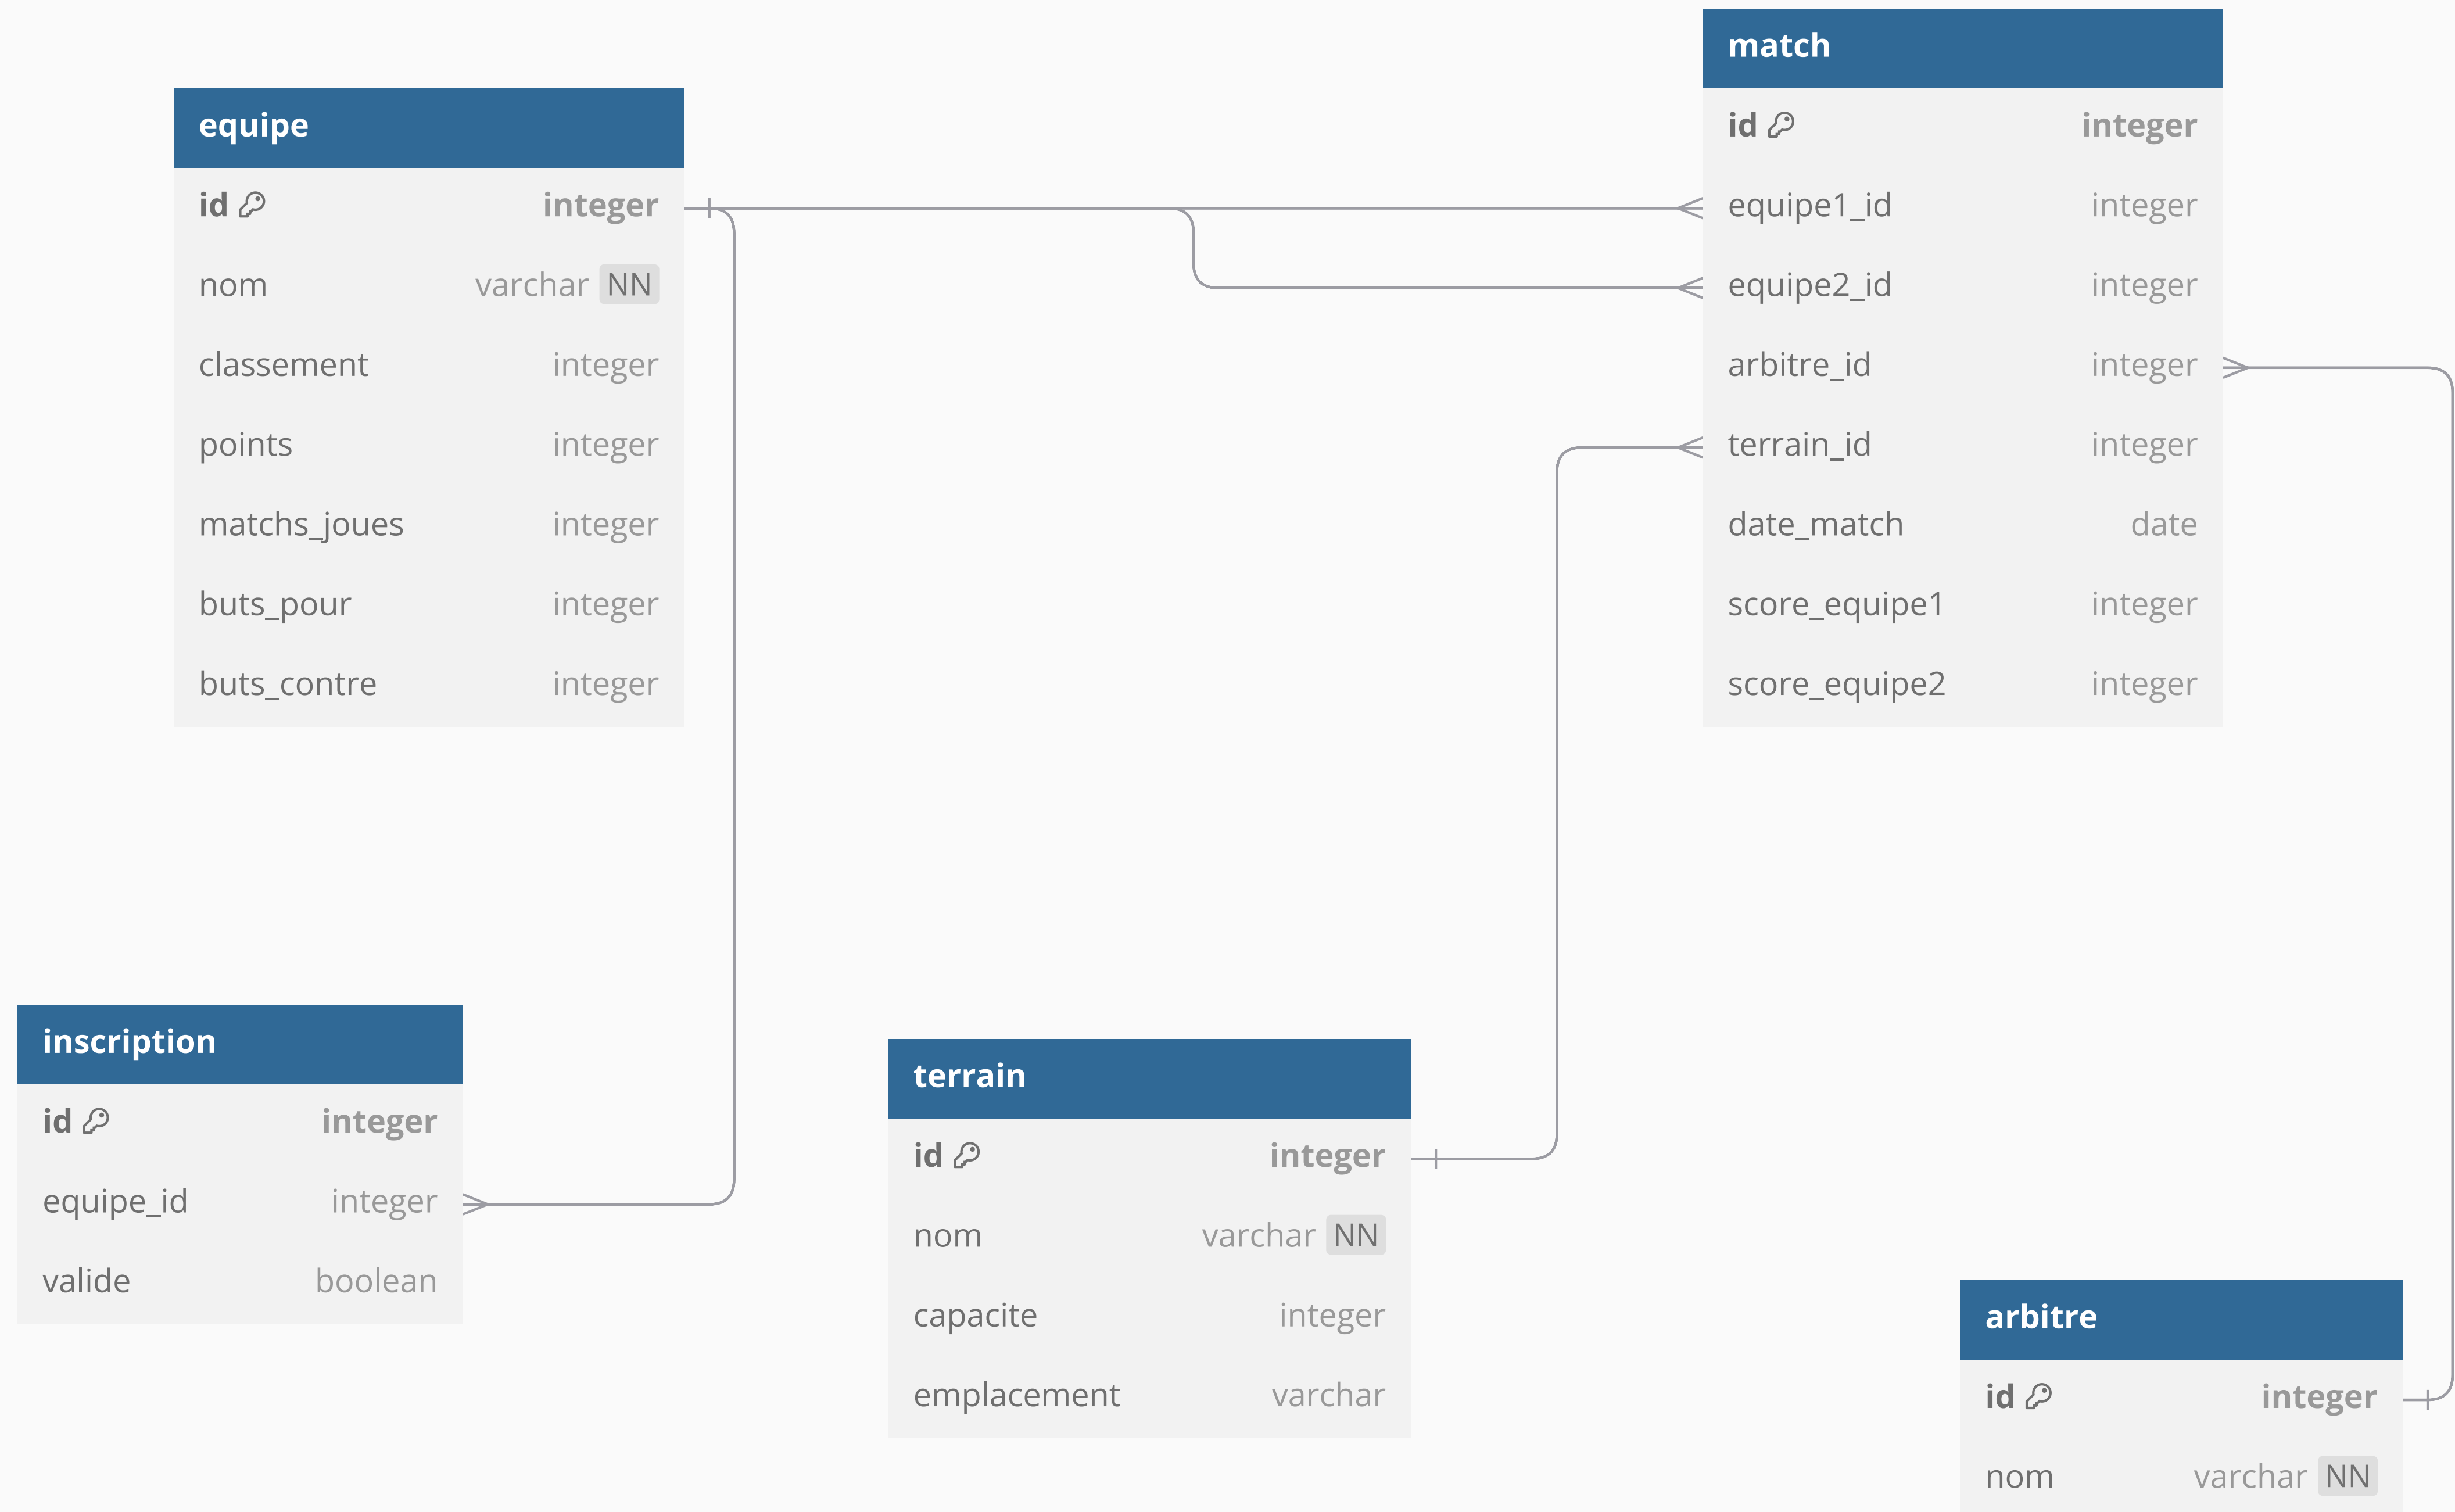 equipe
id integer
nom varchar NN
classement integer
points integer
matchs_joues integer
buts_pour integer
buts_contre integer
match
id integer
equipe1_id integer
equipe2_id integer
arbitre_id integer
terrain_id integer
date_match date
score_equipe1 integer
score_equipe2 integer
inscription
id integer
equipe_id integer
valide boolean
terrain
id integer
nom varchar NN
capacite integer
emplacement varchar
arbitre
id integer
nom varchar NN